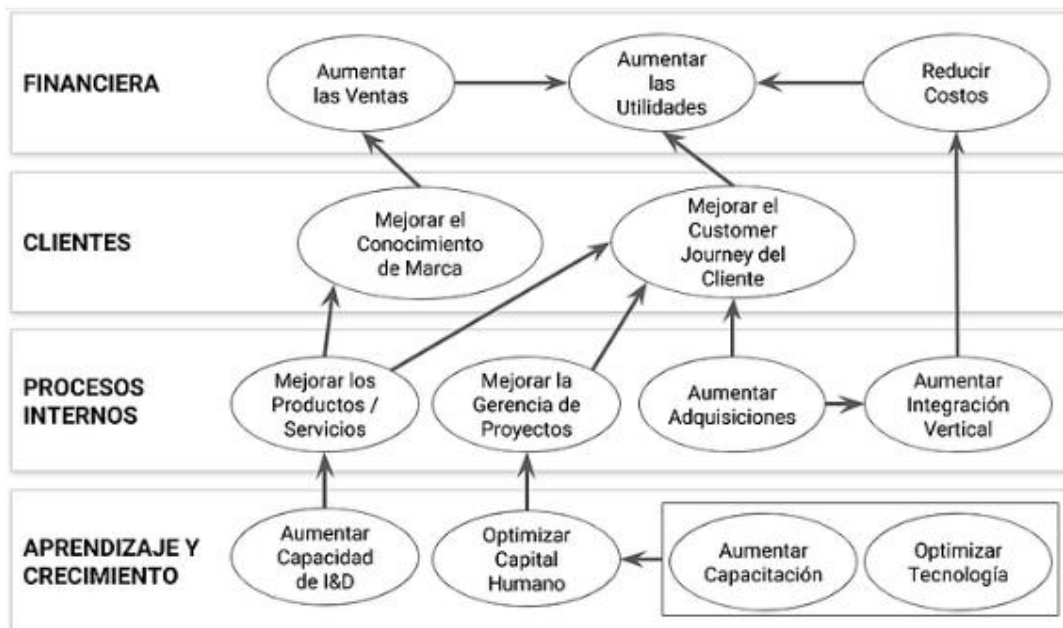 FINANCIERA
Aumentar
las Ventas
Aumentar
las
Utilidades
Reducir
Costos
CLIENTES
Mejorar el
Conocimiento
de Marca
Mejorar el
Customer
Journey del
Cliente
PROCESOS
INTERNOS
Mejorar los
Productos /
Servicios
Mejorar la
Gerencia de
Proyectos
Aumentar
Adquisiciones
Aumentar
Integración
Vertical
APRENDIZAJE Y
CRECIMIENTO
Aumentar
Capacidad
de I&D
Optimizar
Capital
Humano
Aumentar
Capacitación
Optimizar
Tecnología